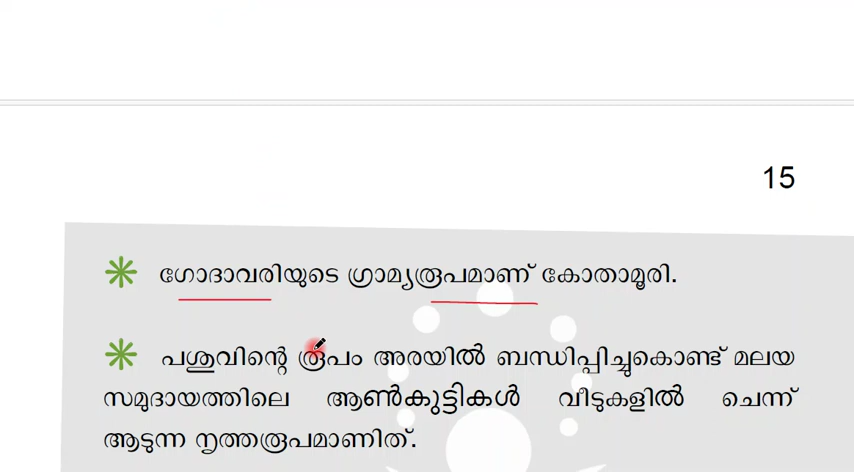 15
ഗോദാവരിയുടെ ഗ്രാമ്യരൂപമാണ് കോതാമൂരി.
പശുവിന്റെ രൂപം അരയിൽ ബന്ധിപ്പിച്ചുകൊണ്ട് മലയ
സമുദായത്തിലെ ആൺകുട്ടികൾ വീടുകളിൽ ചെന്ന്
ആടുന്ന നൃത്തരൂപമാണിത്.